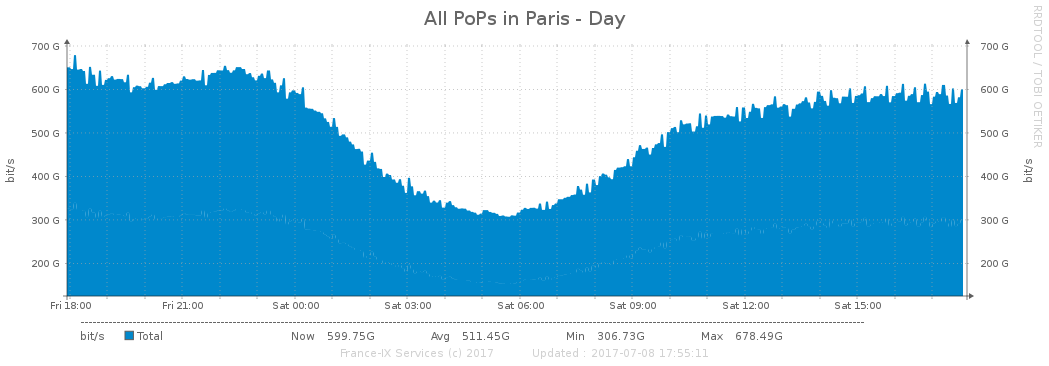 All PoPs in Paris - Day
RRDTOOL / TOBI OETIKER
700 G 700 G
600 G 600 G
500 G 500 G
400 G 400 G
300 G 300 G
200 G 200 G
bit/s bit/s
Fri 18:00 Fri 21:00 Sat 00:00 Sat 03:00 Sat 06:00 Sat 09:00 Sat 12:00 Sat 15:00
bit/s Total Now 599.75G Avg 511.45G Min 306.73G Max 678.49G
France-IX Services (c) 2017 Updated : 2017-07-08 17:55:11